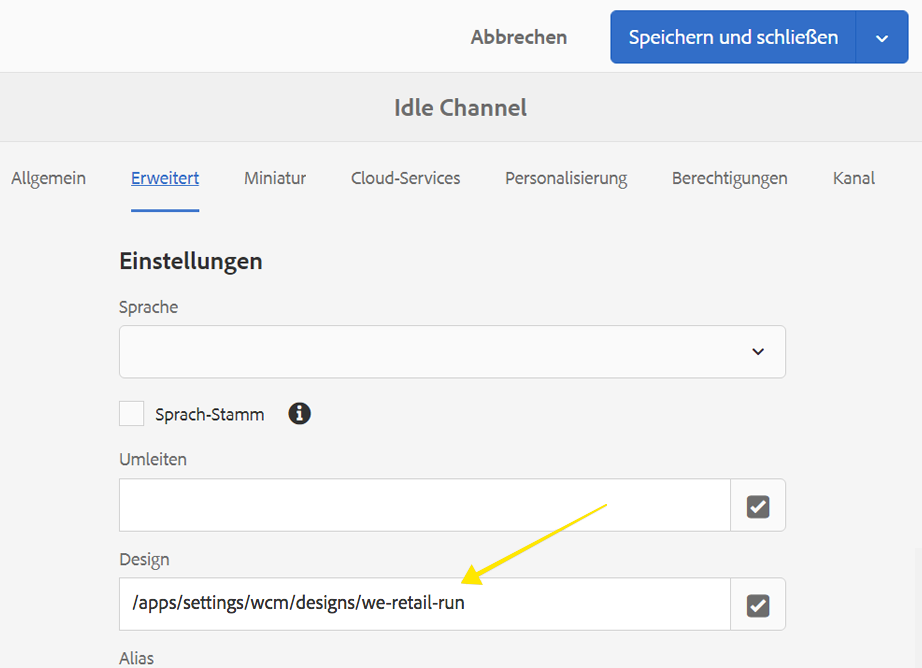 Abbrechen
Speichern und schließen
Idle Channel
Allgemein Erweitert Miniatur Cloud-Services Personalisierung Berechtigungen Kanal
Einstellungen
Sprache
Sprach-Stamm
Umleiten
Design
/apps/settings/wcm/designs/we-retail-run
Alias